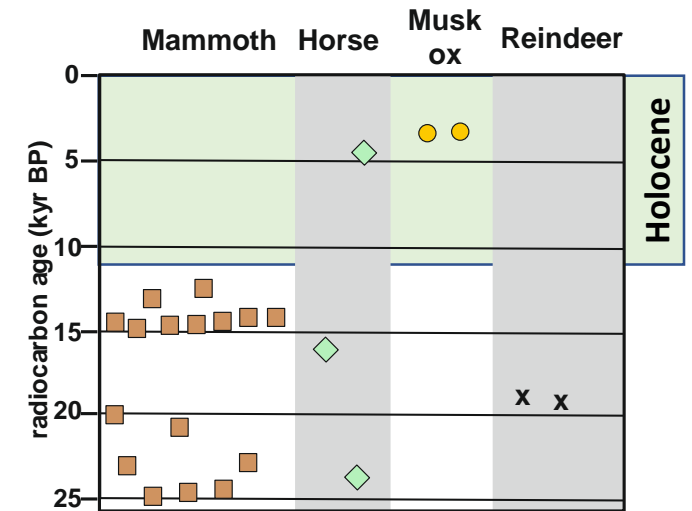 Mammoth Horse Musk ox Reindeer
0
5
10
15
20
25
radiocarbon age (kyr BP)
Holocene
x x